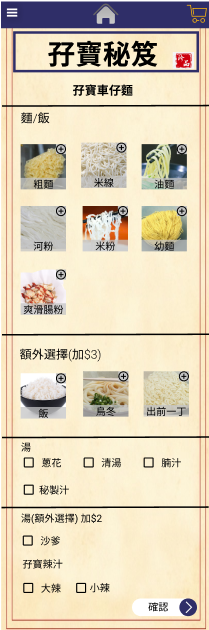 孖寶秘笈
孖寶車仔麵
麵/飯
粗麵
米線
油麵
河粉
米粉
幼麵
爽滑腸粉
額外選擇(加$3)
飯
烏冬
出前一丁
湯
蔥花
清湯
腩汁
秘製汁
湯(額外選擇) 加$2
沙爹
孖寶辣汁
大辣
小辣
確認